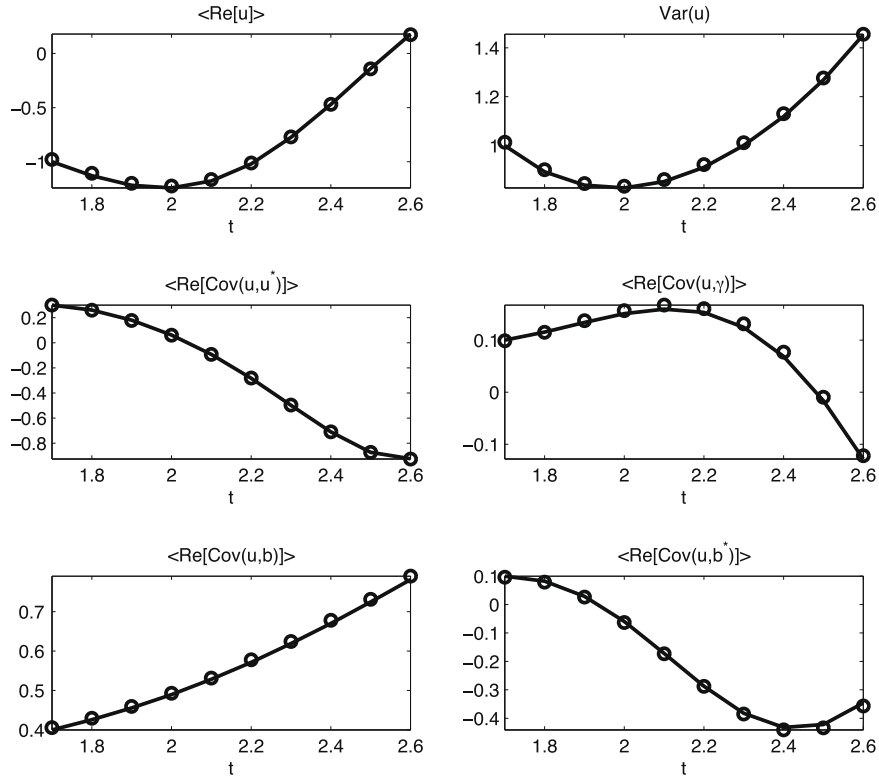 <Re[u]>
0
−0.5
−1
1.8 2 2.2 2.4 2.6
t
Var(u)
1.4
1.2
1
1.8 2 2.2 2.4 2.6
t
<Re[Cov(u,u*)]>
0.2
0
−0.2
−0.4
−0.6
−0.8
1.8 2 2.2 2.4 2.6
t
<Re[Cov(u,γ)]>
0.1
0
−0.1
1.8 2 2.2 2.4 2.6
t
<Re[Cov(u,b)]>
0.7
0.6
0.5
0.4
1.8 2 2.2 2.4 2.6
t
<Re[Cov(u,b*)]>
0.1
0
−0.1
−0.2
−0.3
−0.4
1.8 2 2.2 2.4 2.6
t